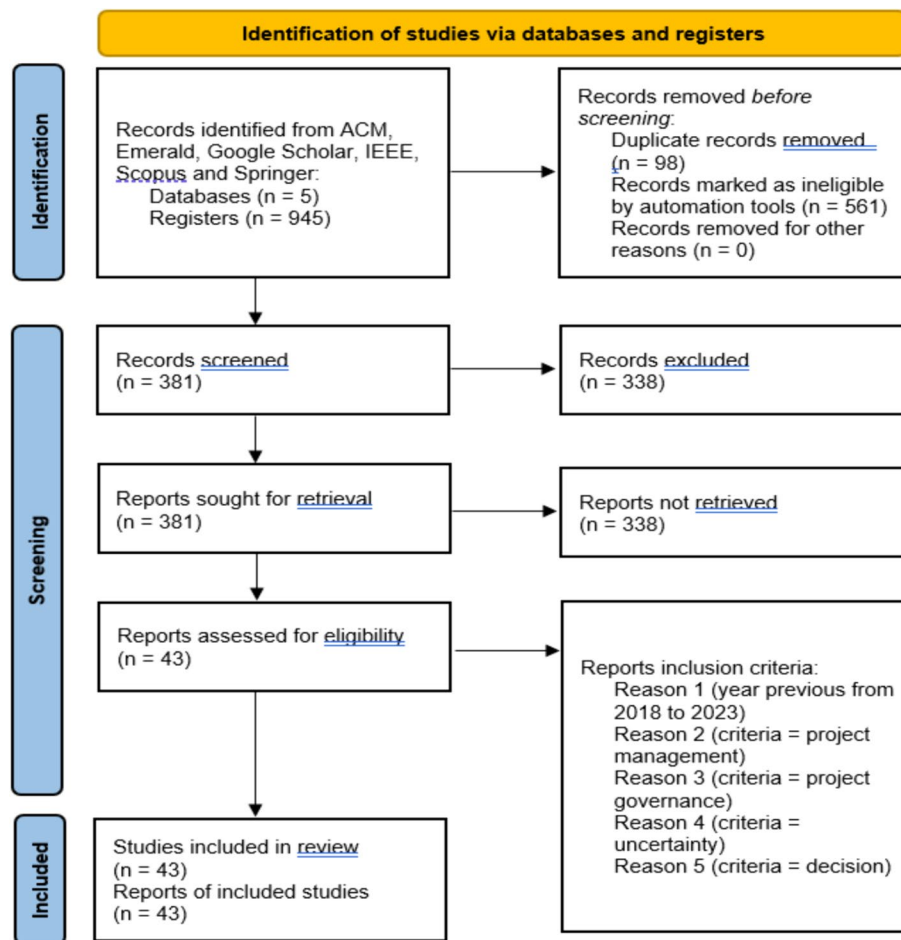 Identification of studies via databases and registers
Identification
Records identified from ACM,
Emerald, Google Scholar, IEEE,
Scopus and Springer:
Databases (n = 5)
Registers (n = 945)
Records removed before
screening:
Duplicate records removed
(n = 98)
Records marked as ineligible
by automation tools (n = 561)
Records removed for other
reasons (n = 0)
Screening
Records screened
(n = 381)
Records excluded
(n = 338)
Reports sought for retrieval
(n = 381)
Reports not retrieved
(n = 338)
Reports assessed for eligibility
(n = 43)
Reports inclusion criteria:
Reason 1 (year previous from
2018 to 2023)
Reason 2 (criteria = project
management)
Reason 3 (criteria = project
governance)
Reason 4 (criteria =
uncertainty)
Reason 5 (criteria = decision)
Included
Studies included in review
(n = 43)
Reports of included studies
(n = 43)